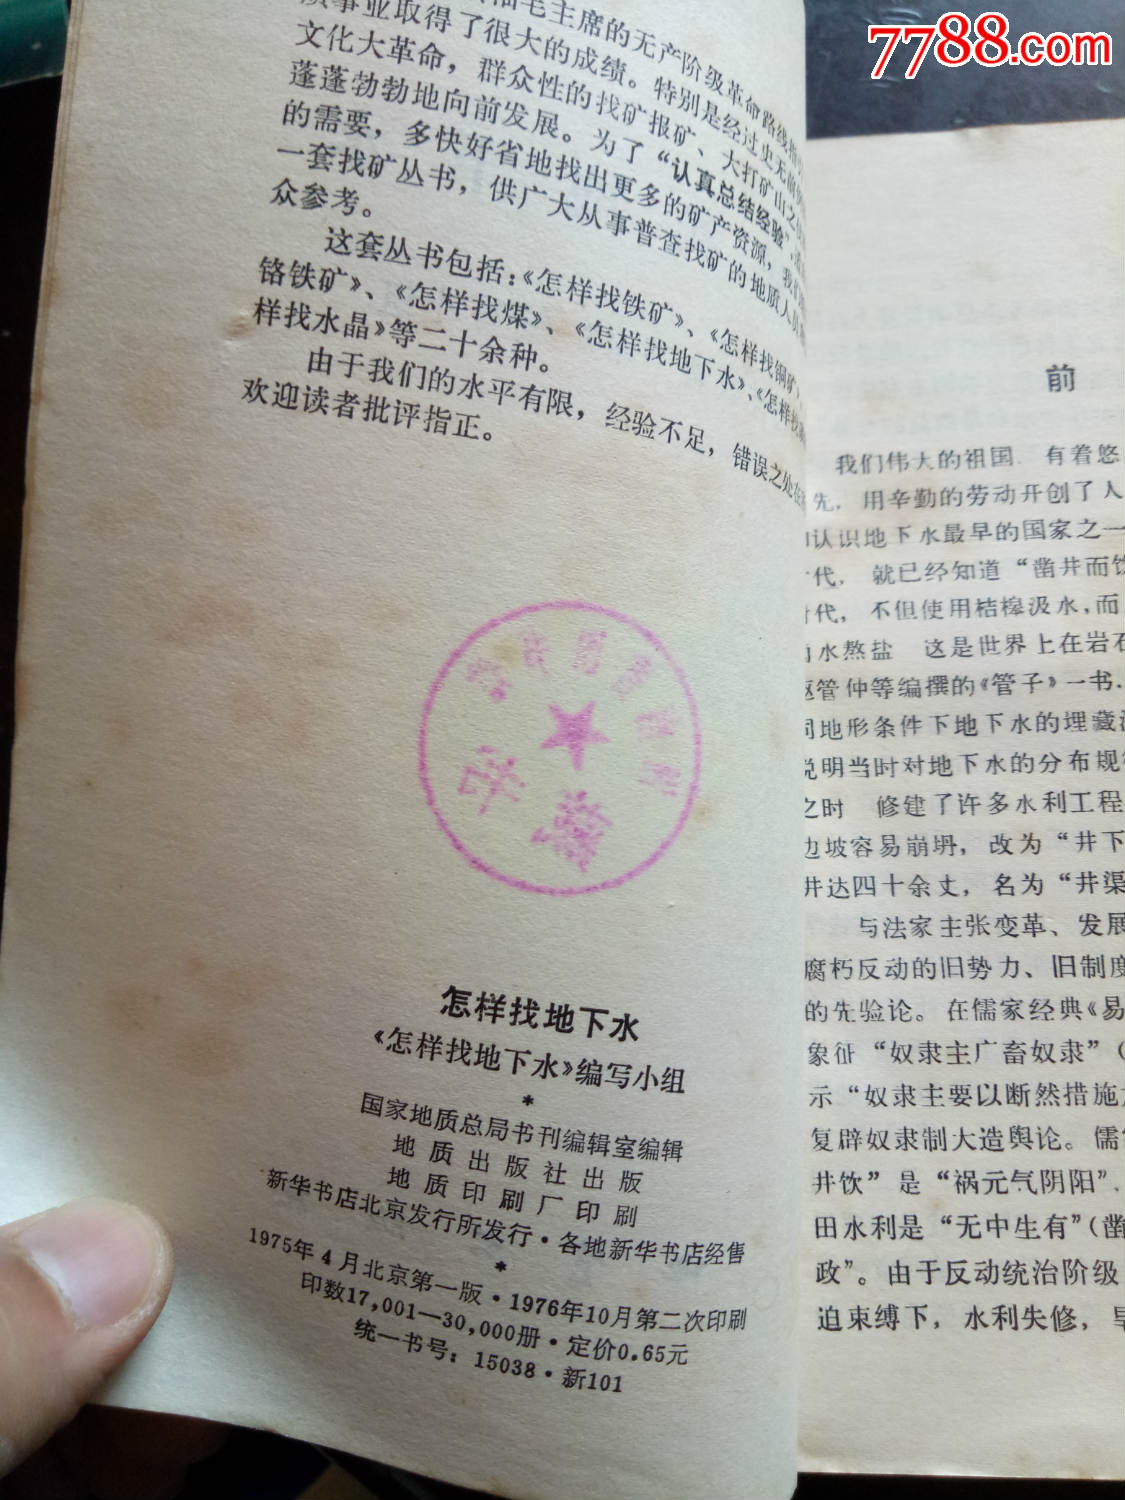 7788.com
毛主席的无产阶级革命路线指
质事业取得了很大的成绩。特别是经过史无前
文化大革命，群众性的找矿报矿、大打矿山之
蓬蓬勃勃地向前发展。为了“认真总结经验”，
的需要，多快好省地找出更多的矿产资源，我们
一套找矿丛书，供广大从事普查找矿的地质人员
众参考。
这套丛书包括：《怎样找铁矿》、《怎样找铜矿》、
铬铁矿》、《怎样找煤》、《怎样找地下水》、《怎样找
样找水晶》等二十余种。
由于我们的水平有限，经验不足，错误之处在
欢迎读者批评指正。
怎样找地下水
《怎样找地下水》编写小组
*
国家地质总局书刊编辑室编辑
地质出版社出版
地质印刷厂印刷
新华书店北京发行所发行·各地新华书店经售
*
1975年4月北京第一版·1976年10月第二次印刷
印数17,001—30,000册·定价0.65元
统一书号：15038·新101
前
我们伟大的祖国 有着悠
先，用辛勤的劳动开创了人
认识地下水最早的国家之一
代，就已经知道“凿井而饮
时代，不但使用桔槔汲水，而
水熬盐 这是世界上在岩石
管仲等编撰的《管子》一书
同地形条件下地下水的埋藏
说明当时对地下水的分布规
之时 修建了许多水利工程
边坡容易崩坍，改为“井下
井达四十余丈，名为“井渠
与法家主张变革、发展
腐朽反动的旧势力、旧制度
的先验论。在儒家经典《易
象征“奴隶主广畜奴隶”（
示“奴隶主要以断然措施
复辟奴隶制大造舆论。儒
井饮”是“祸元气阴阳”
田水利是“无中生有”（凿
政”。由于反动统治阶级
迫束缚下，水利失修，旱